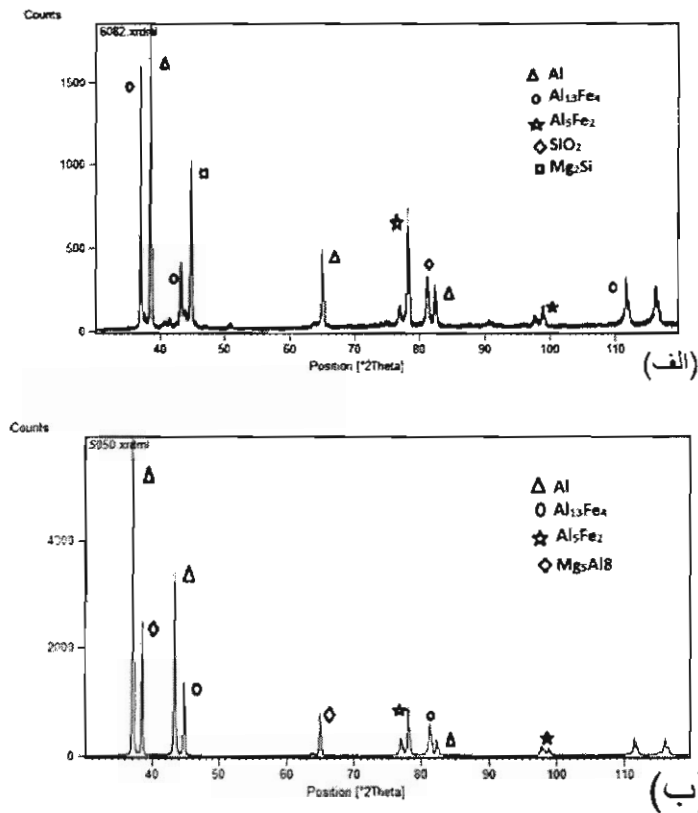 Counts
6082.xrdml
1500
1000
500
0
△ Al
○ Al₁₃Fe₄
☆ Al₅Fe₂
◇ SiO₂
□ Mg₂Si
40 50 60 70 80 90 100 110
Position [°2Theta]
(الف)
Counts
4000
2000
0
△ Al
○ Al₁₃Fe₄
☆ Al₅Fe₂
◇ Mg₅Al8
40 50 60 70 80 90 100 110
Position [°2Theta]
(ب)